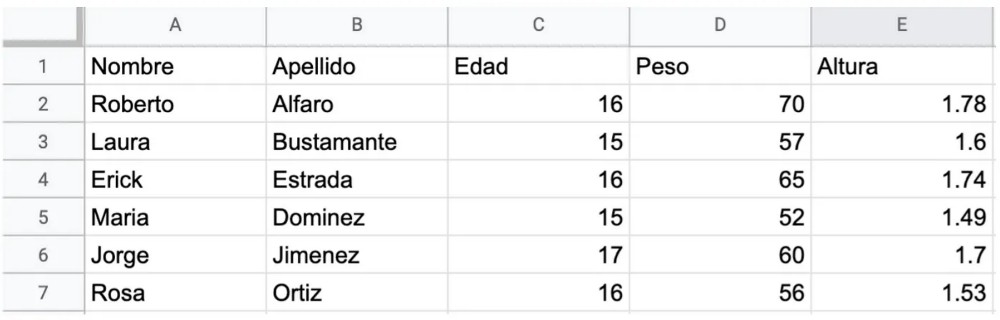 A B C D E
1 Nombre Apellido Edad Peso Altura
2 Roberto Alfaro 16 70 1.78
3 Laura Bustamante 15 57 1.6
4 Erick Estrada 16 65 1.74
5 Maria Dominez 15 52 1.49
6 Jorge Jimenez 17 60 1.7
7 Rosa Ortiz 16 56 1.53